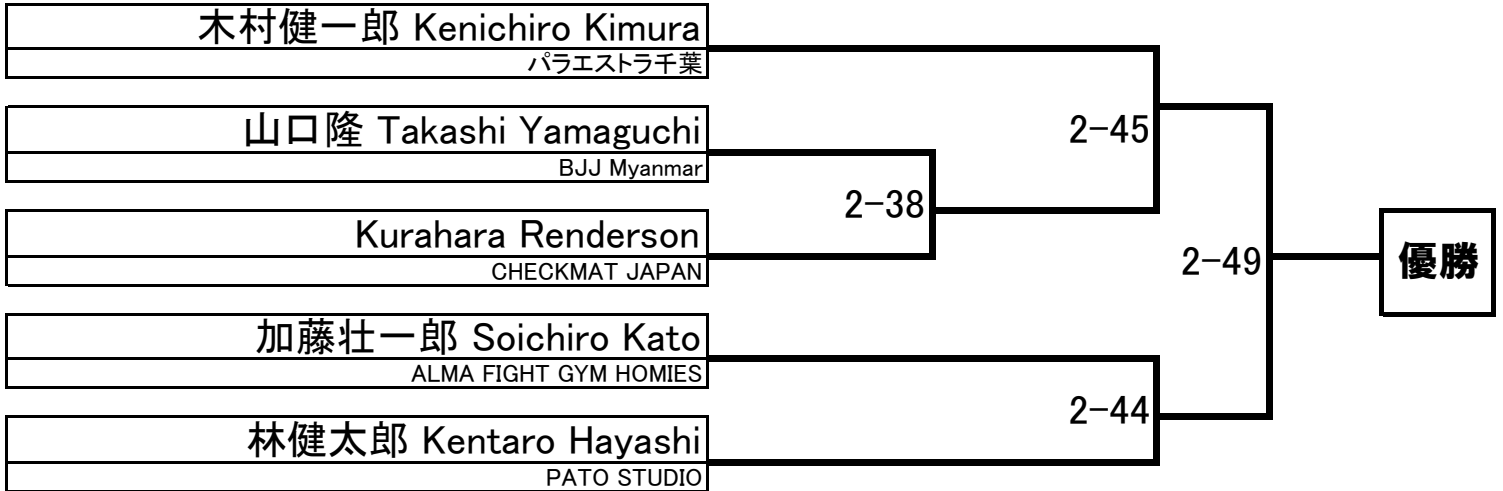 木村健一郎 Kenichiro Kimura
パラエストラ千葉
山口隆 Takashi Yamaguchi
BJJ Myanmar
Kurahara Renderson
CHECKMAT JAPAN
加藤壮一郎 Soichiro Kato
ALMA FIGHT GYM HOMIES
林健太郎 Kentaro Hayashi
PATO STUDIO
2-38
2-45
2-44
2-49
優勝